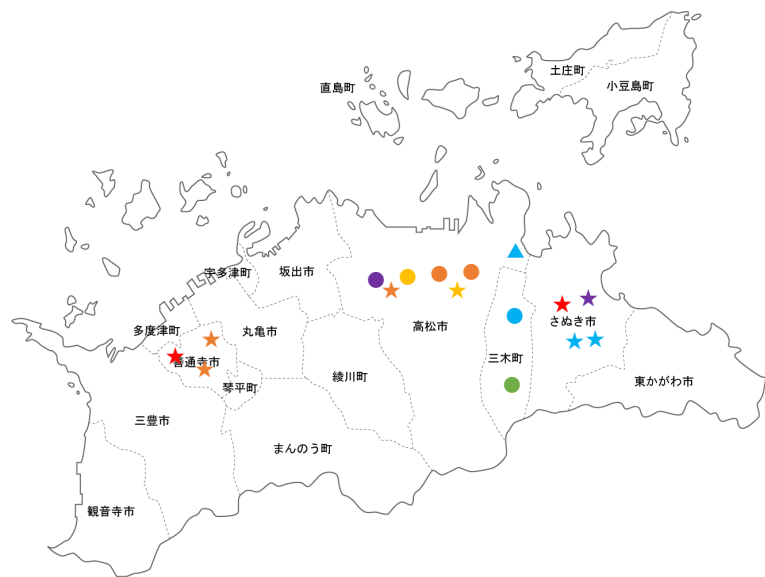 土庄町
小豆島町
直島町
宇多津町
坂出市
さぬき市
高松市
多度津町
丸亀市
善通寺市
三木町
綾川町
東かがわ市
琴平町
三豊市
まんのう町
観音寺市